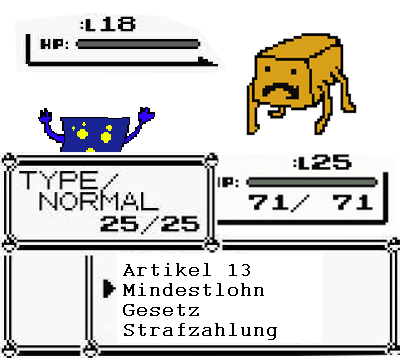 :L18
HP:
:L25
HP:
71/ 71
TYPE/
NORMAL
25/25
Artikel 13
Mindestlohn
Gesetz
Strafzahlung